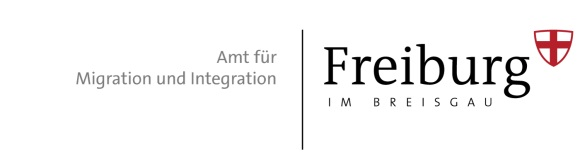 Amt für
Migration und Integration
Freiburg
IM BREISGAU